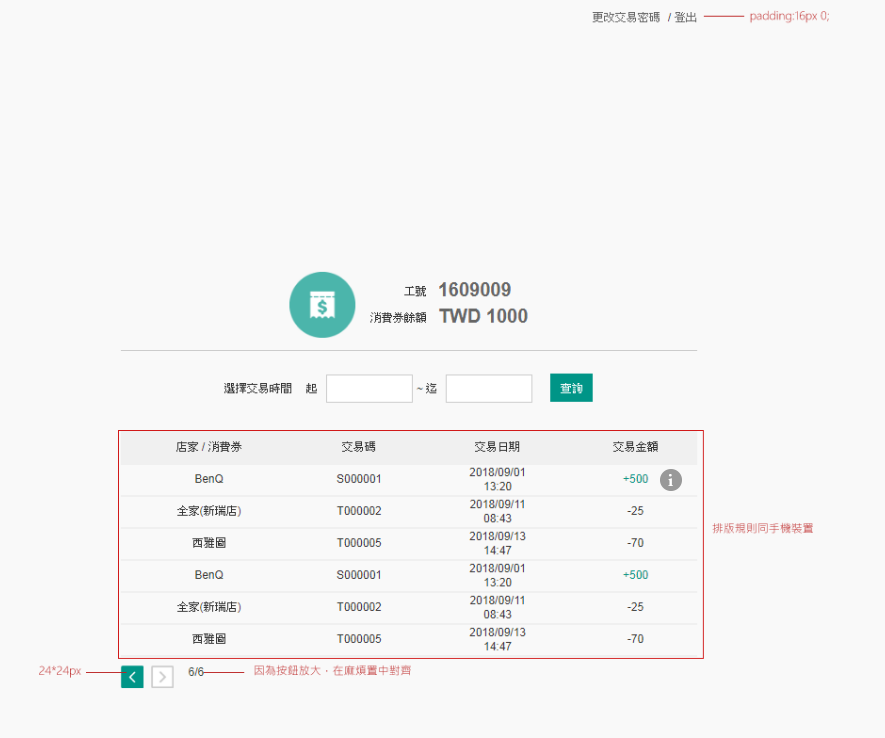 更改交易密碼 / 登出 padding:16px 0;
工號 1609009
消費券餘額 TWD 1000
選擇交易時間 起 ~ 迄 查詢
店家 / 消費券 交易碼 交易日期 交易金額
BenQ S000001 2018/09/01 13:20 +500 i
全家(新瑞店) T000002 2018/09/11 08:43 -25
西雅圖 T000005 2018/09/13 14:47 -70
排版規則同手機裝置
BenQ S000001 2018/09/01 13:20 +500
全家(新瑞店) T000002 2018/09/11 08:43 -25
西雅圖 T000005 2018/09/13 14:47 -70
24*24px < > 6/6 因為按鈕放大，在麻煩置中對齊